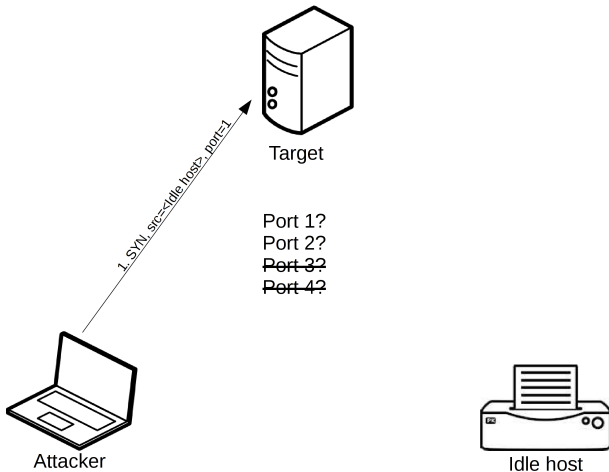 Target
1. SYN, src=<Idle host>, port=1
Port 1?
Port 2?
Port 3?
Port 4?
Attacker
Idle host